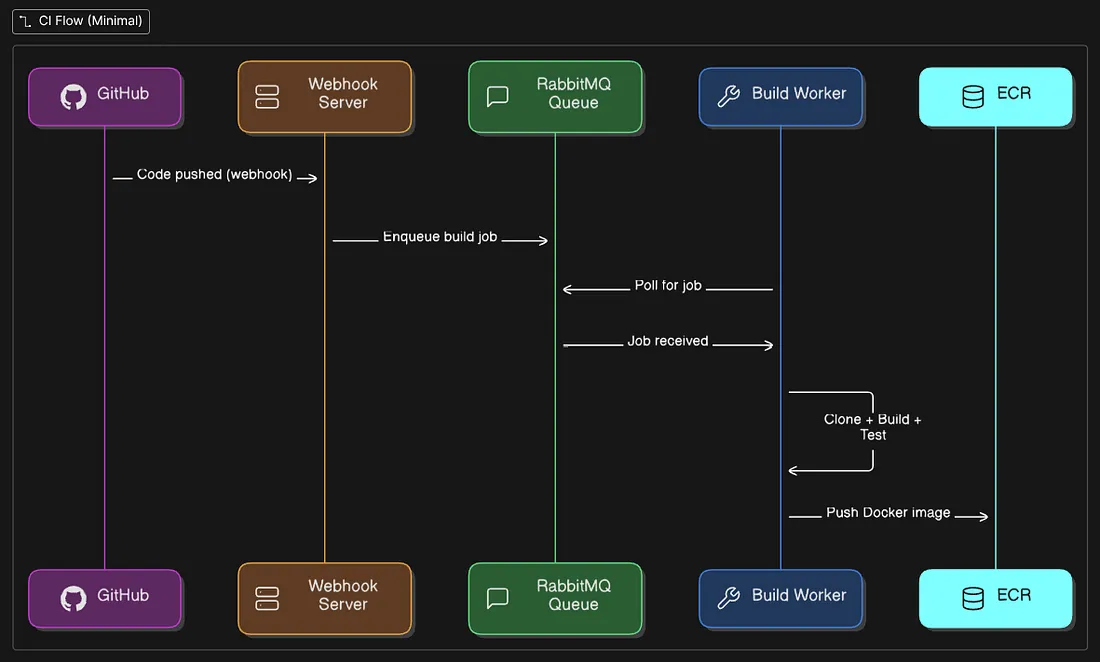 CI Flow (Minimal)
GitHub
Webhook
Server
RabbitMQ
Queue
Build Worker
ECR
Code pushed (webhook)
Enqueue build job
Poll for job
Job received
Clone + Build +
Test
Push Docker image
GitHub
Webhook
Server
RabbitMQ
Queue
Build Worker
ECR